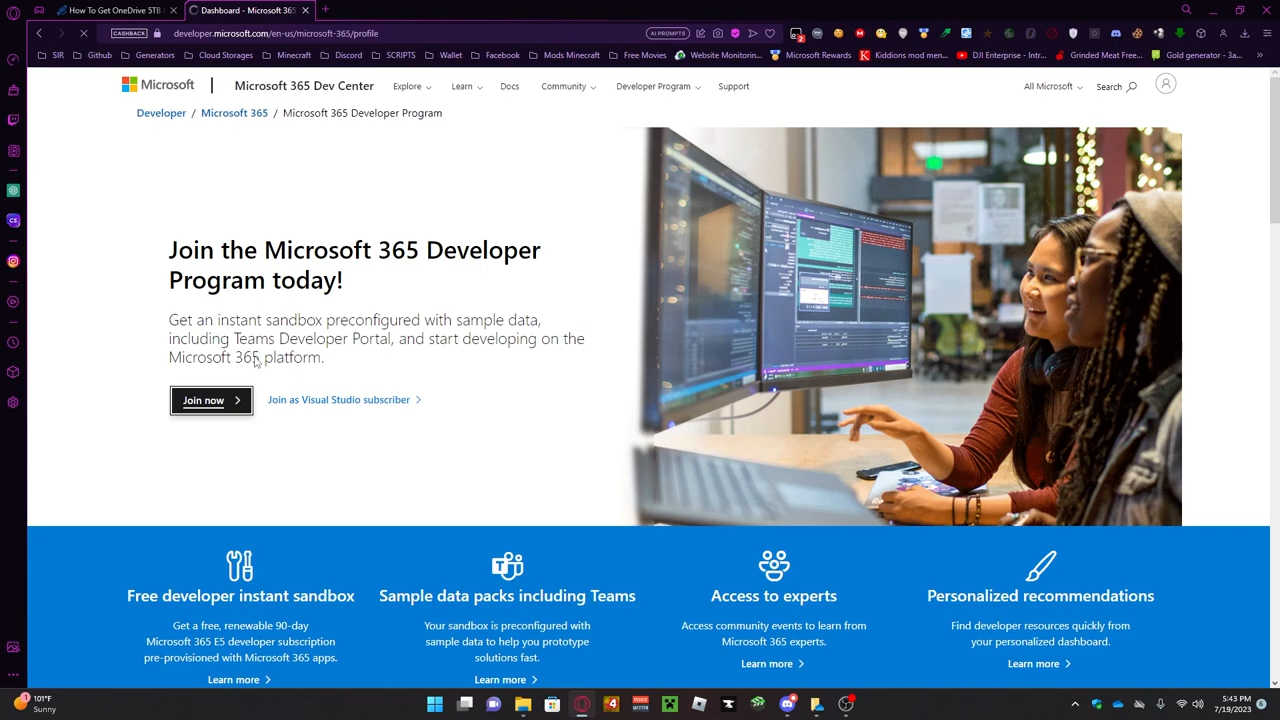 How To Get OneDrive 5TB
Dashboard - Microsoft 365
CASHBACK
developer.microsoft.com/en-us/microsoft-365/profile
AI PROMPTS
SIR
Github
Generators
Cloud Storages
Minecraft
Discord
SCRIPTS
Wallet
Facebook
Mods Minecraft
Free Movies
Website Monitorin...
Microsoft Rewards
Kiddions mod men...
DJI Enterprise - Intr...
Grinded Meat Free...
Gold generator - 3a...
Microsoft
Microsoft 365 Dev Center
Explore
Learn
Docs
Community
Developer Program
Support
All Microsoft
Search
Developer / Microsoft 365 / Microsoft 365 Developer Program
Join the Microsoft 365 Developer
Program today!
Get an instant sandbox preconfigured with sample data,
including Teams Developer Portal, and start developing on the
Microsoft 365 platform.
Join now
Join as Visual Studio subscriber
Free developer instant sandbox
Get a free, renewable 90-day
Microsoft 365 E5 developer subscription
pre-provisioned with Microsoft 365 apps.
Learn more
Sample data packs including Teams
Your sandbox is preconfigured with
sample data to help you prototype
solutions fast.
Learn more
Access to experts
Access community events to learn from
Microsoft 365 experts.
Learn more
Personalized recommendations
Find developer resources quickly from
your personalized dashboard.
Learn more
101°F
Sunny
5:43 PM
7/19/2023